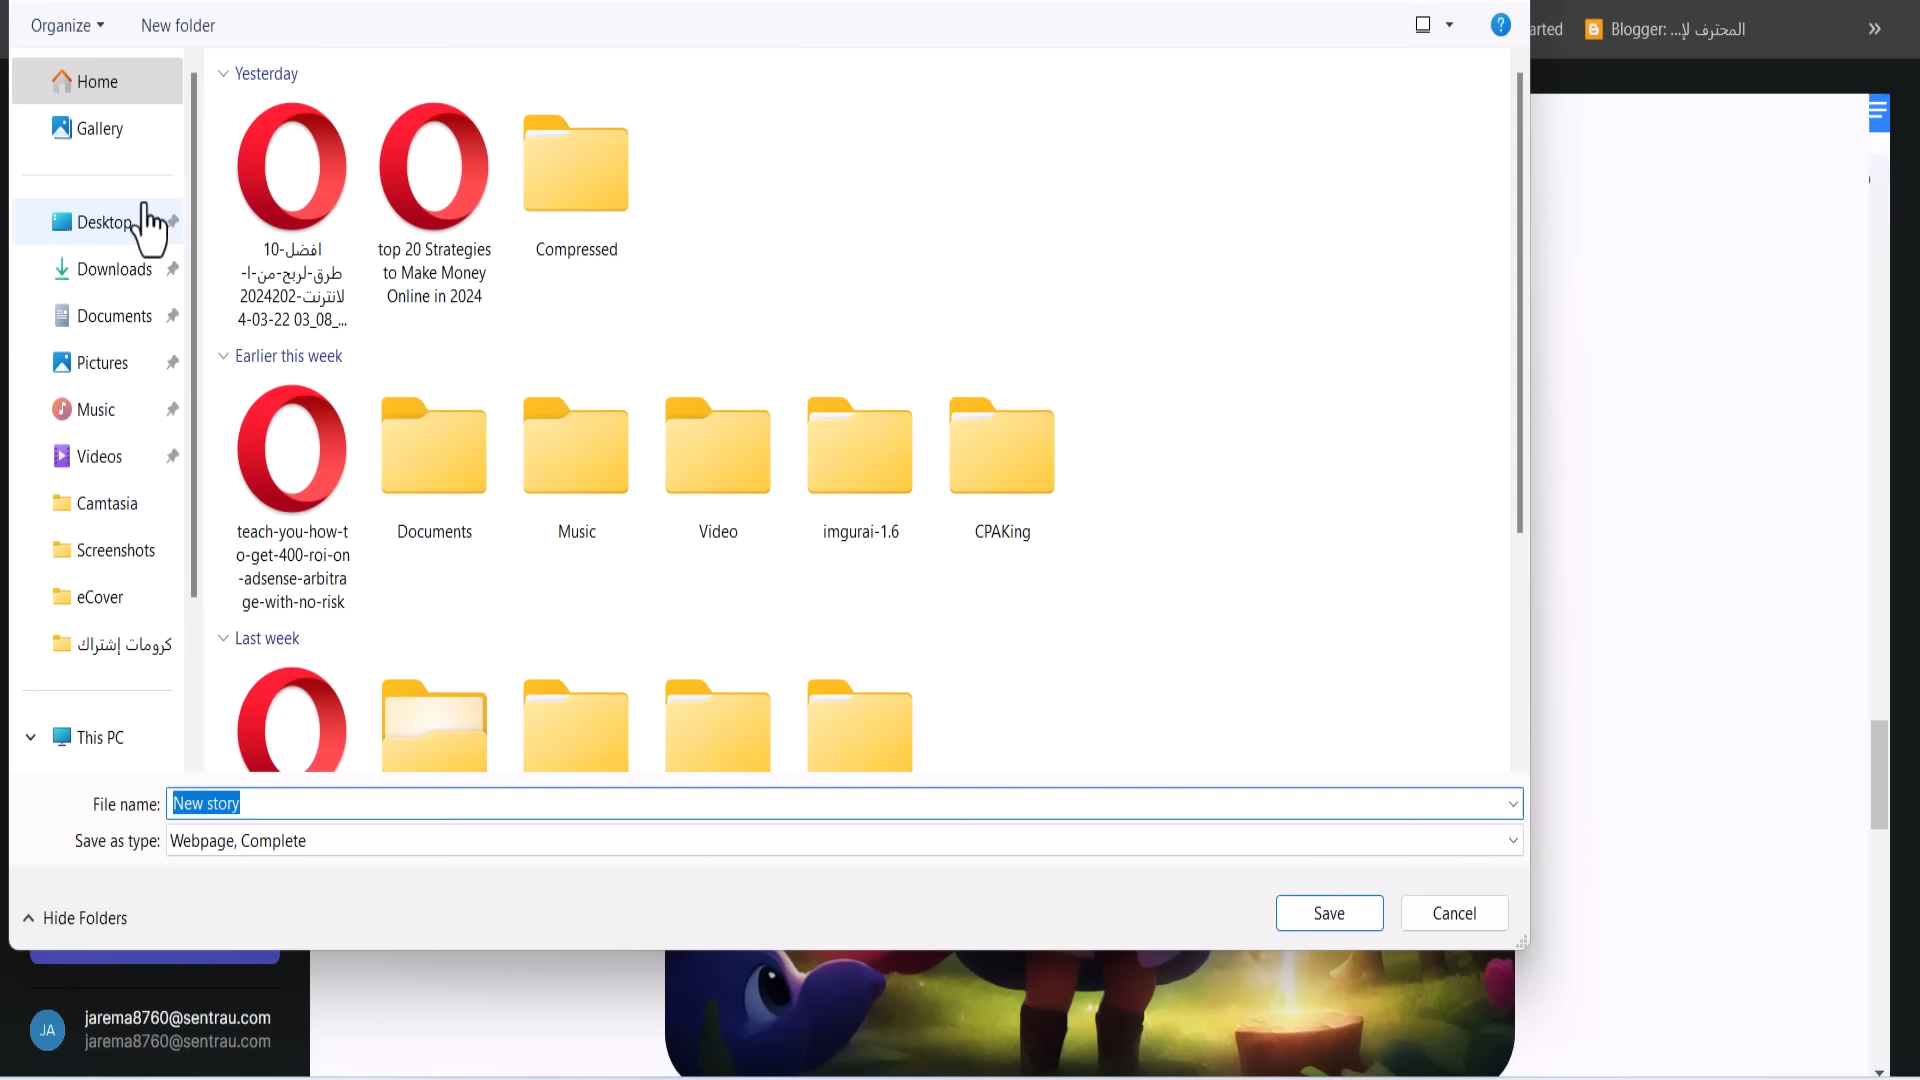 Organize
New folder
arted
Blogger: ...المحترف لإ
Home
Gallery
Desktop
Downloads
Documents
Pictures
Music
Videos
Camtasia
Screenshots
eCover
كرومات إشتراك
This PC
Yesterday
افضل-10
طرق-لربح-من-ا-
لانترنت-2024202
4-03-22 03_08_...
top 20 Strategies
to Make Money
Online in 2024
Compressed
Earlier this week
teach-you-how-t
o-get-400-roi-on
-adsense-arbitra
ge-with-no-risk
Documents
Music
Video
imgurai-1.6
CPAKing
Last week
File name: New story
Save as type: Webpage, Complete
Hide Folders
Save
Cancel
JA
jarema8760@sentrau.com
jarema8760@sentrau.com